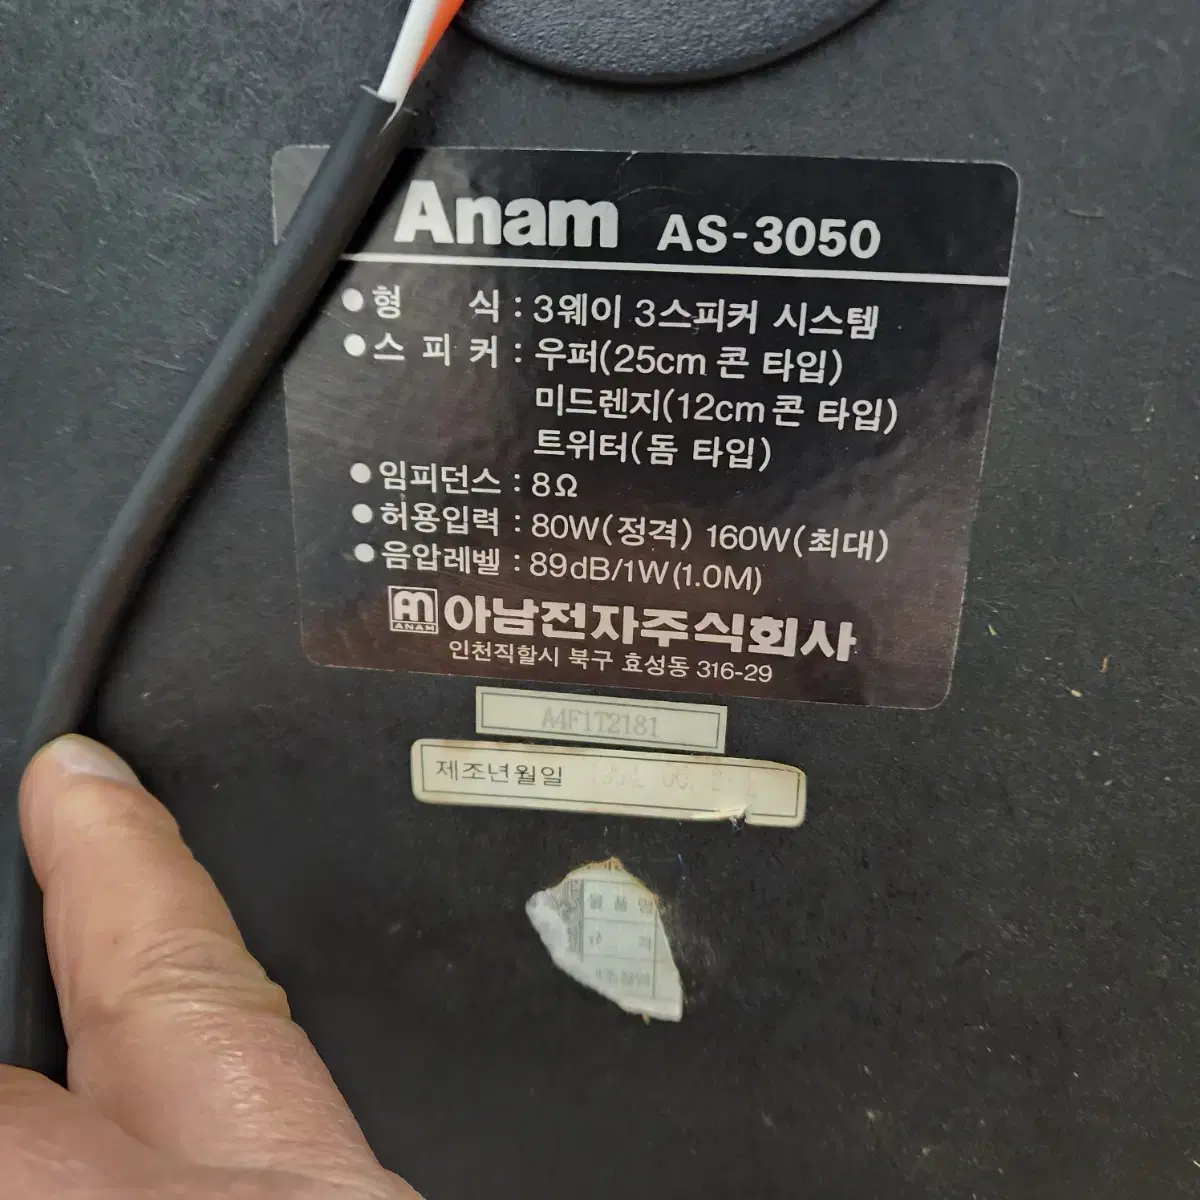 Anam AS-3050
●형 식 : 3웨이 3스피커 시스템
●스 피 커 : 우퍼(25cm 콘 타입)
미드렌지(12cm 콘 타입)
트위터(돔 타입)
●임피던스 : 8Ω
●허용입력 : 80W(정격) 160W(최대)
●음압레벨 : 89dB/1W(1.0M)
ANAM 아남전자주식회사
인천직할시 북구 효성동 316-29
A4F1T2181
제조년월일